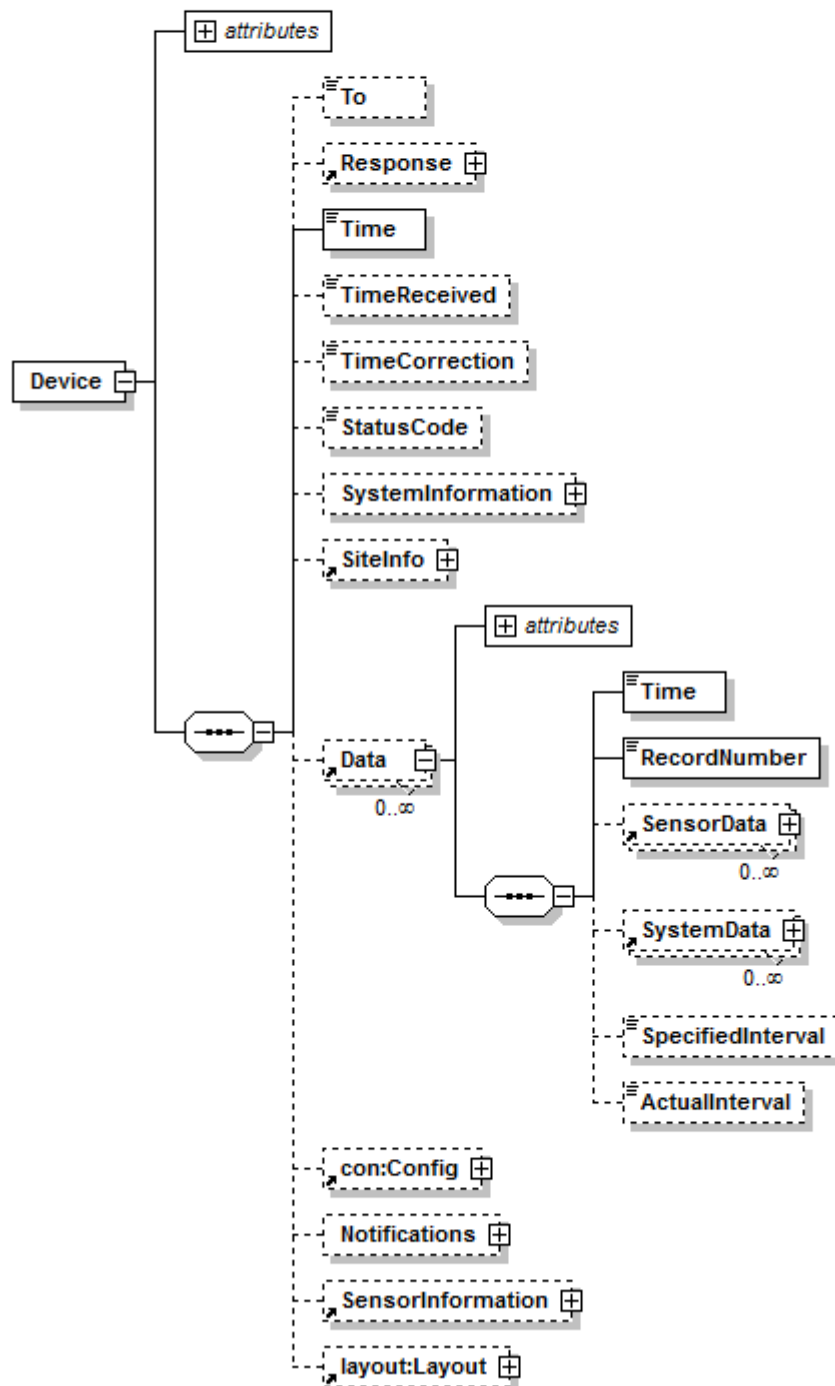 attributes
To
Response
Time
TimeReceived
TimeCorrection
Device
StatusCode
SystemInformation
SiteInfo
attributes
Time
Data
0..∞
RecordNumber
SensorData
0..∞
SystemData
0..∞
SpecifiedInterval
ActualInterval
con:Config
Notifications
SensorInformation
layout:Layout